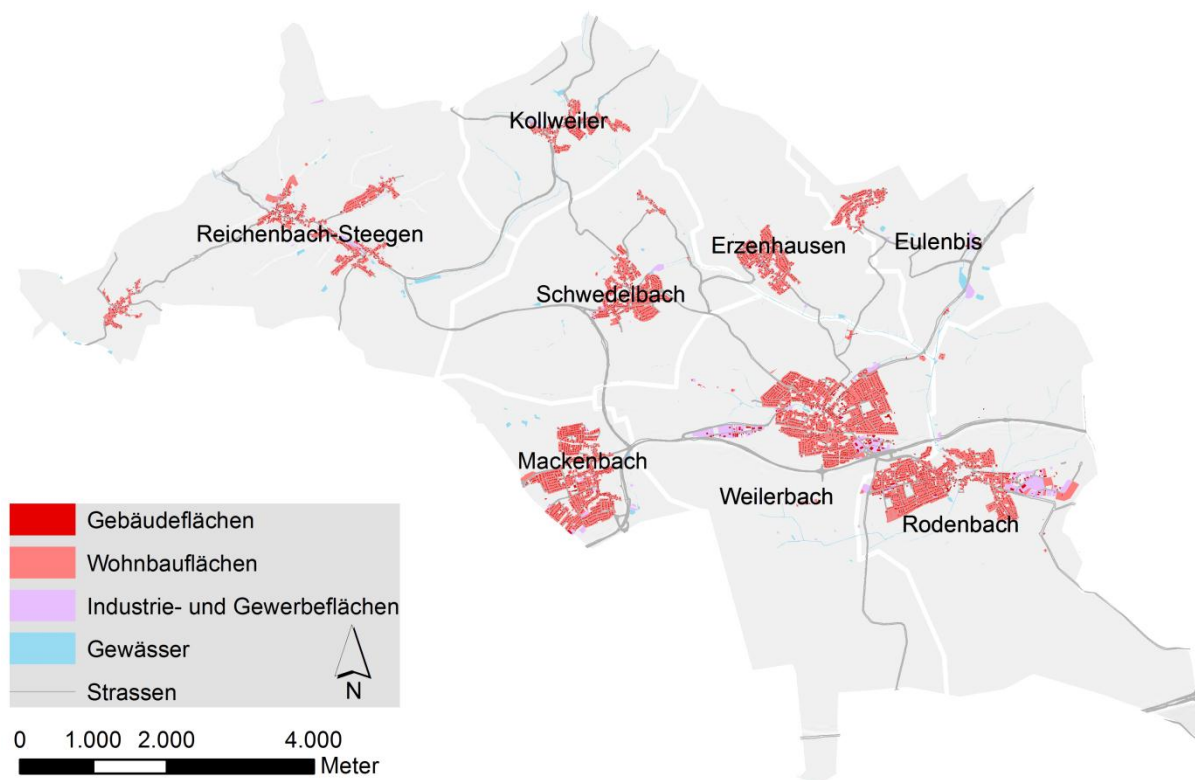 Kollweiler
Reichenbach-Steegen
Erzenhausen
Eulenbis
Schwedelbach
Mackenbach
Weilerbach
Rodenbach
Gebäudeflächen
Wohnbauflächen
Industrie- und Gewerbeflächen
Gewässer
Strassen
N
0 1.000 2.000 4.000
Meter